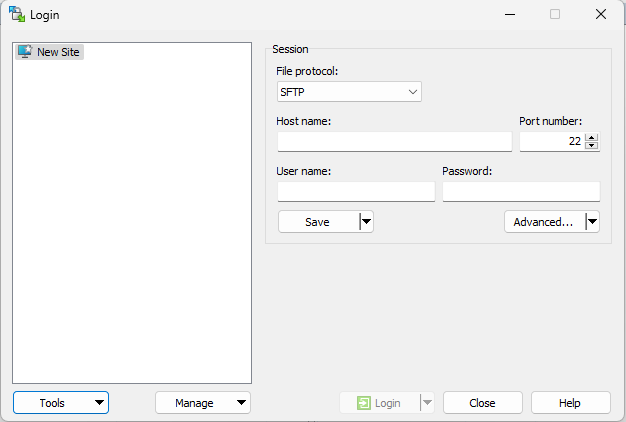 Login
New Site
Session
File protocol:
SFTP
Host name:
Port number:
22
User name:
Password:
Save
Advanced...
Tools
Manage
Login
Close
Help